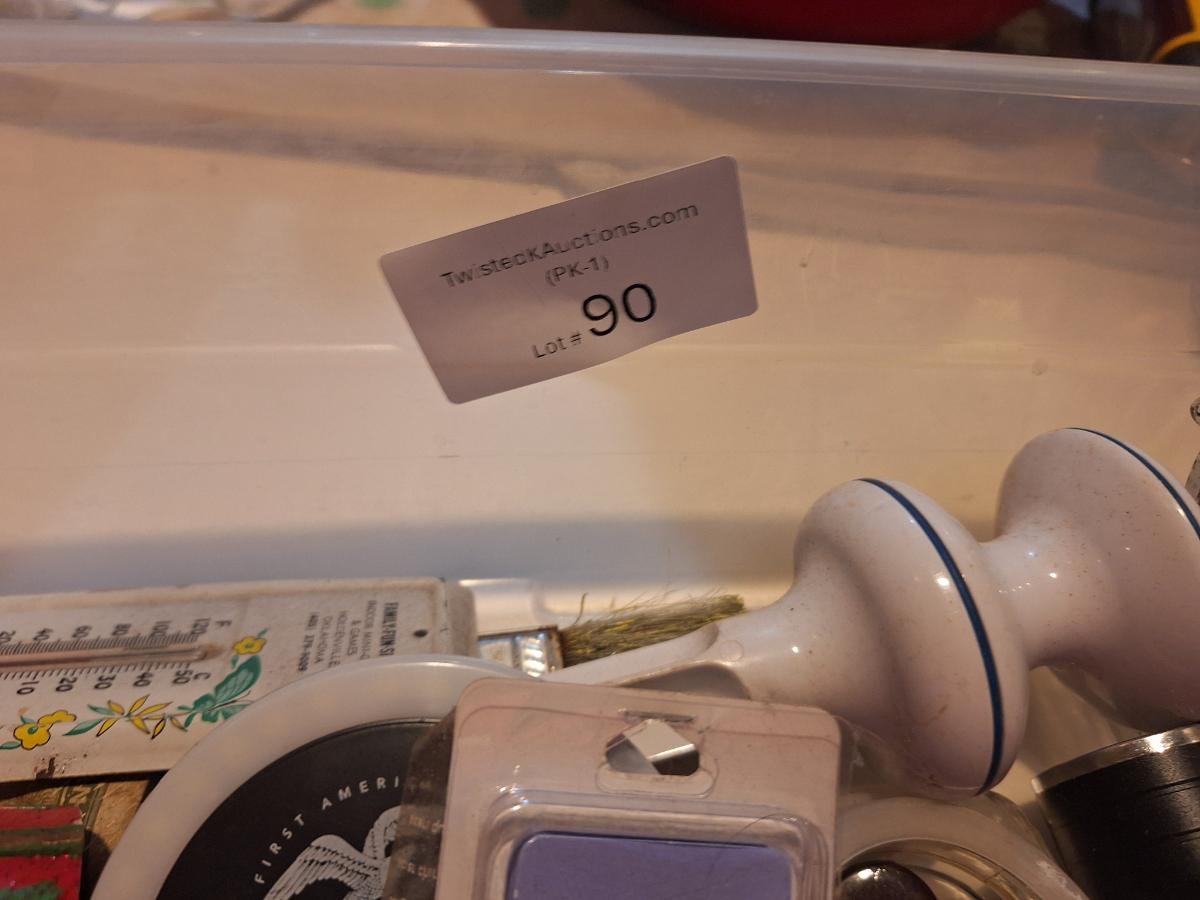 TwistedKAuctions.com
(PK-1)
Lot # 90
OKLAHOMA
F
120
100
80
60
40
20
C
50
40
30
20
10
FIRST AMERI